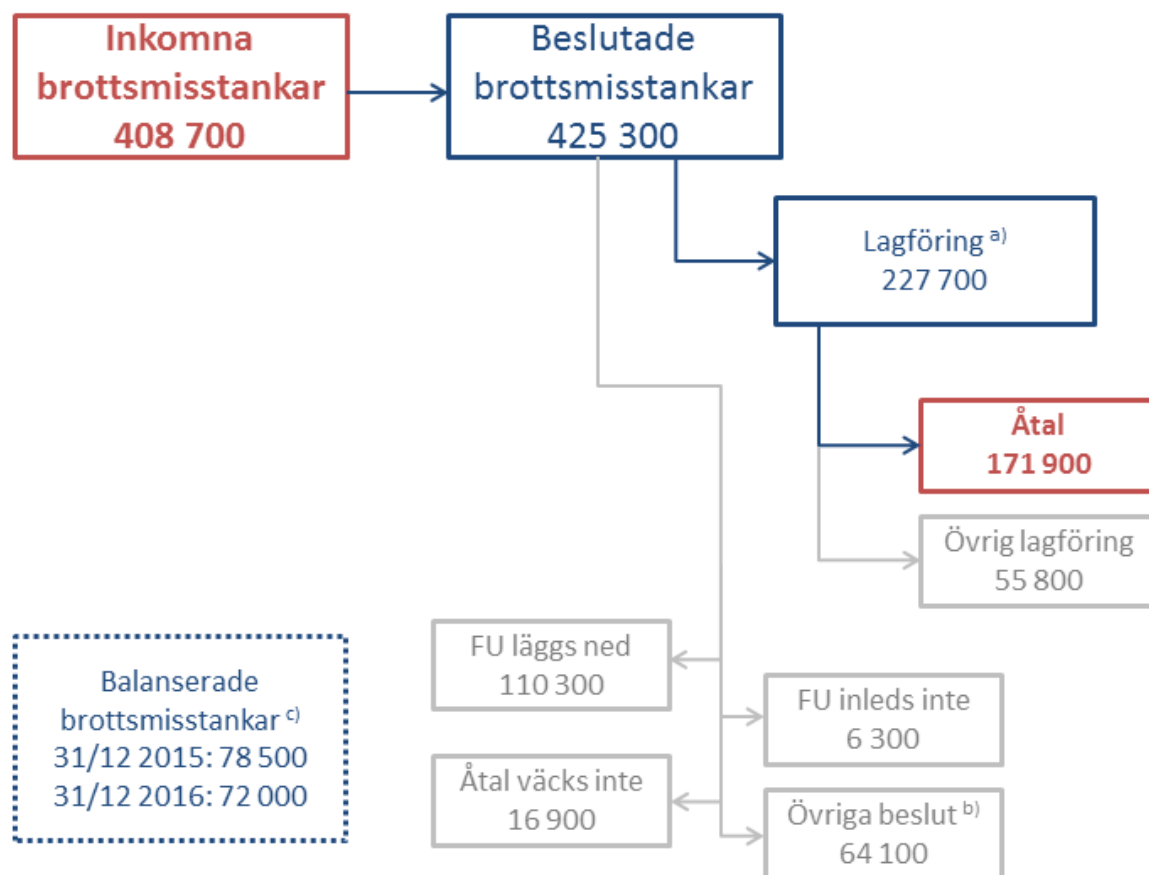 Inkomna
brottsmisstankar
408 700
Beslutade
brottsmisstankar
425 300
Lagföring a)
227 700
Åtal
171 900
Övrig lagföring
55 800
FU läggs ned
110 300
FU inleds inte
6 300
Åtal väcks inte
16 900
Övriga beslut b)
64 100
Balanserade
brottsmisstankar c)
31/12 2015: 78 500
31/12 2016: 72 000